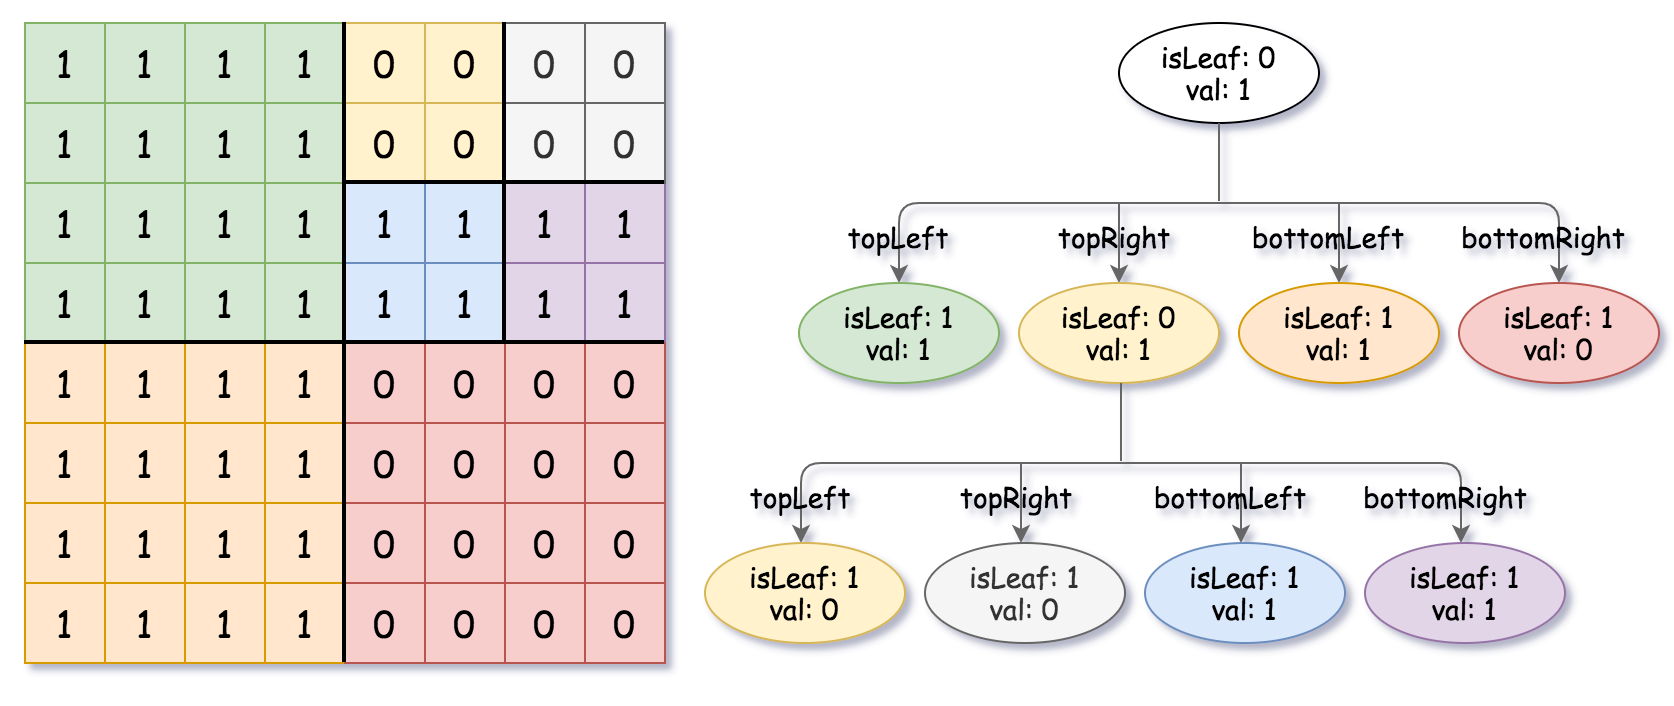 1 1 1 1 0 0 0 0
1 1 1 1 0 0 0 0
1 1 1 1 1 1 1 1
1 1 1 1 1 1 1 1
1 1 1 1 0 0 0 0
1 1 1 1 0 0 0 0
1 1 1 1 0 0 0 0
1 1 1 1 0 0 0 0
isLeaf: 0
val: 1
topLeft
topRight
bottomLeft
bottomRight
isLeaf: 1
val: 1
isLeaf: 0
val: 1
isLeaf: 1
val: 1
isLeaf: 1
val: 0
topLeft
topRight
bottomLeft
bottomRight
isLeaf: 1
val: 0
isLeaf: 1
val: 0
isLeaf: 1
val: 1
isLeaf: 1
val: 1